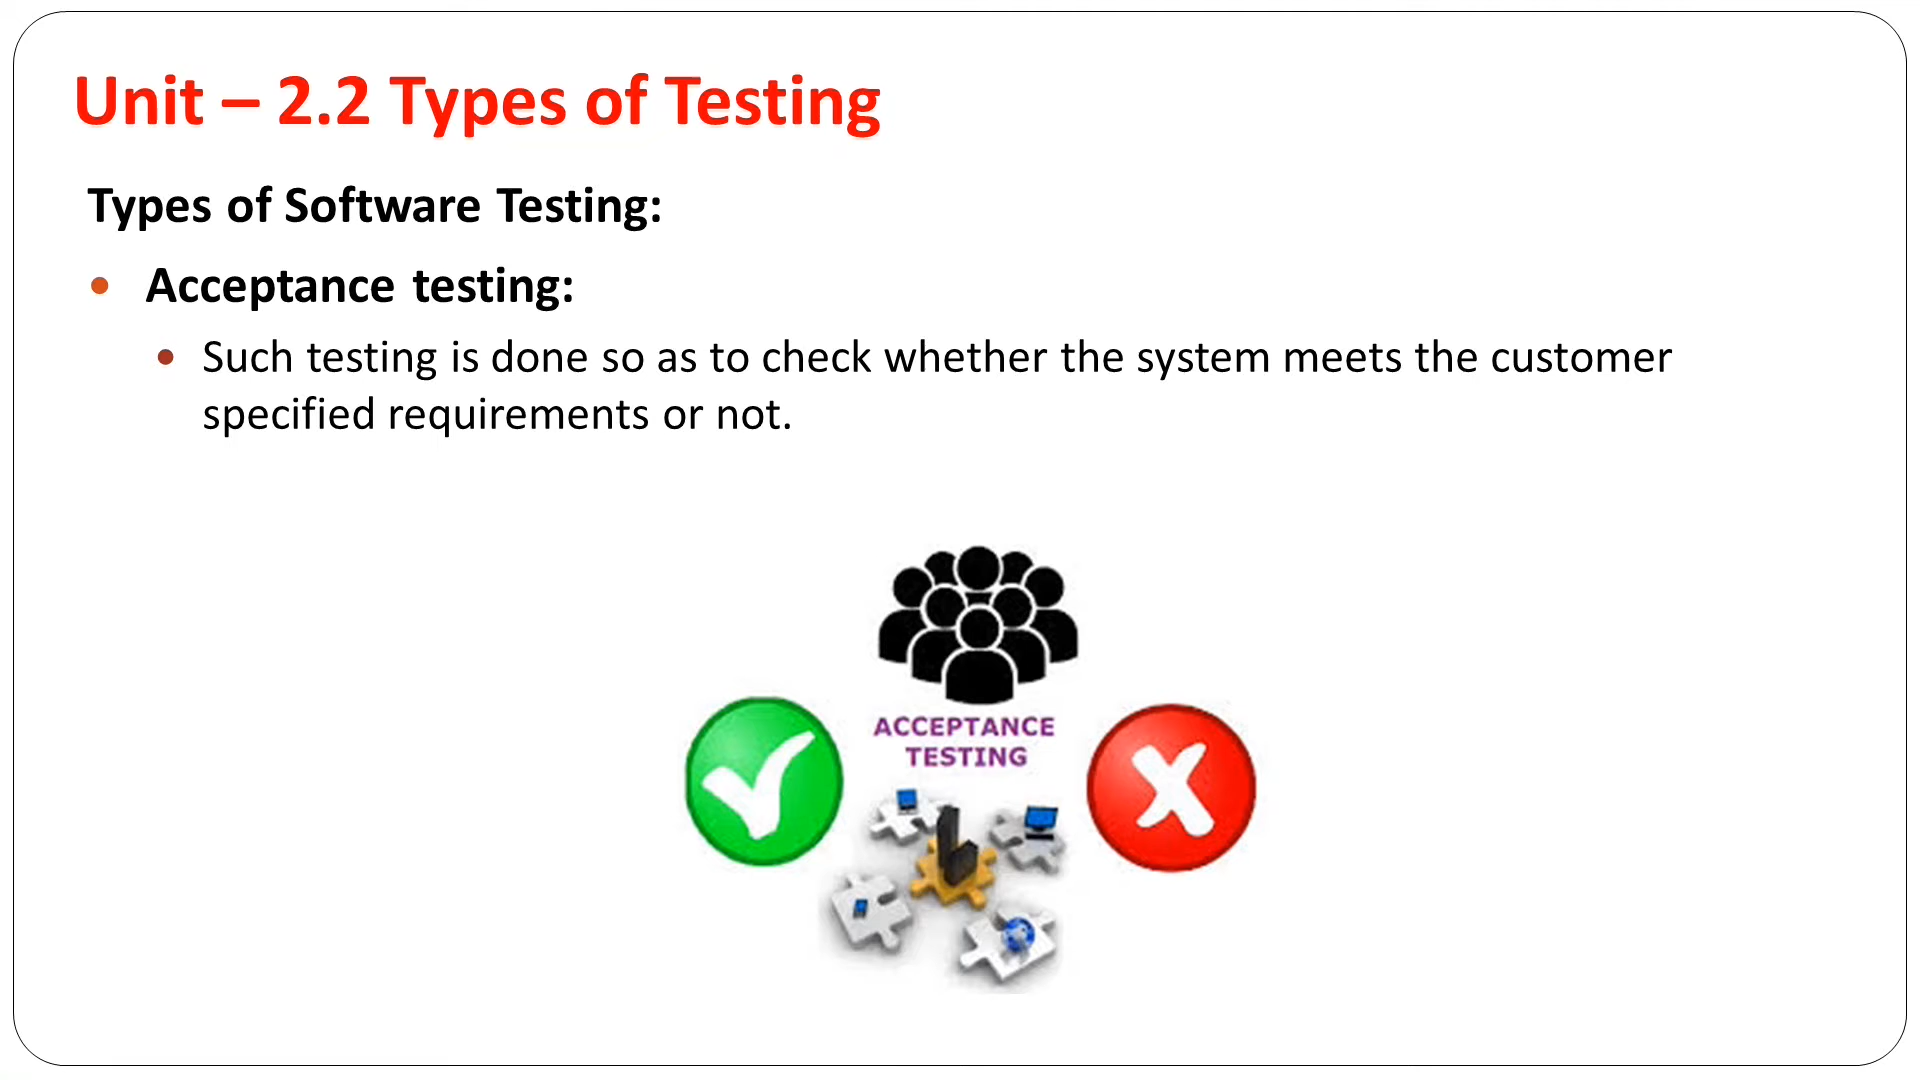 Unit – 2.2 Types of Testing
Types of Software Testing:
• Acceptance testing:
• Such testing is done so as to check whether the system meets the customer
specified requirements or not.
ACCEPTANCE
TESTING